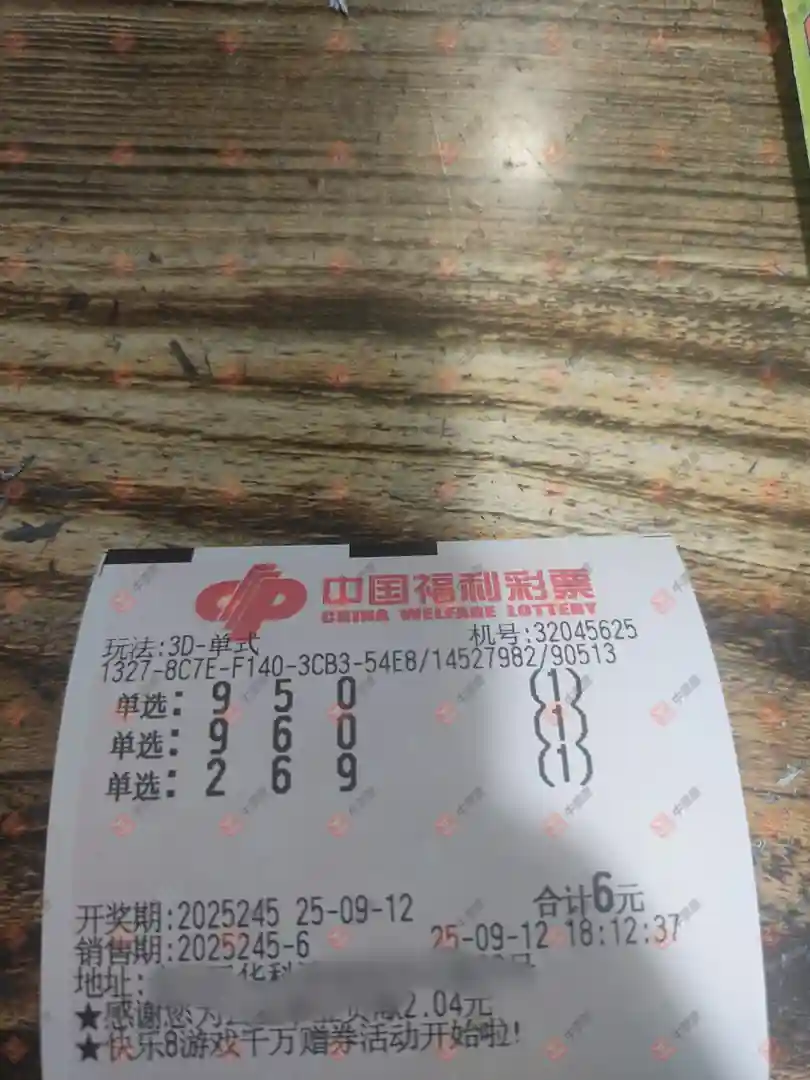 中国福利彩票
CHINA WELFARE LOTTERY
玩法:3D-单式 机号:32045625
1327-8C7E-F140-3CB3-54E8/14527982/90513
单选: 9 5 0 (1)
单选: 9 6 0 (1)
单选: 2 6 9 (1)
合计6元
开奖期:2025245 25-09-12
销售期:2025245-6 25-09-12 18:12:37
地址:
★感谢您为 2.04元
★快乐8游戏千万赠券活动开始啦!